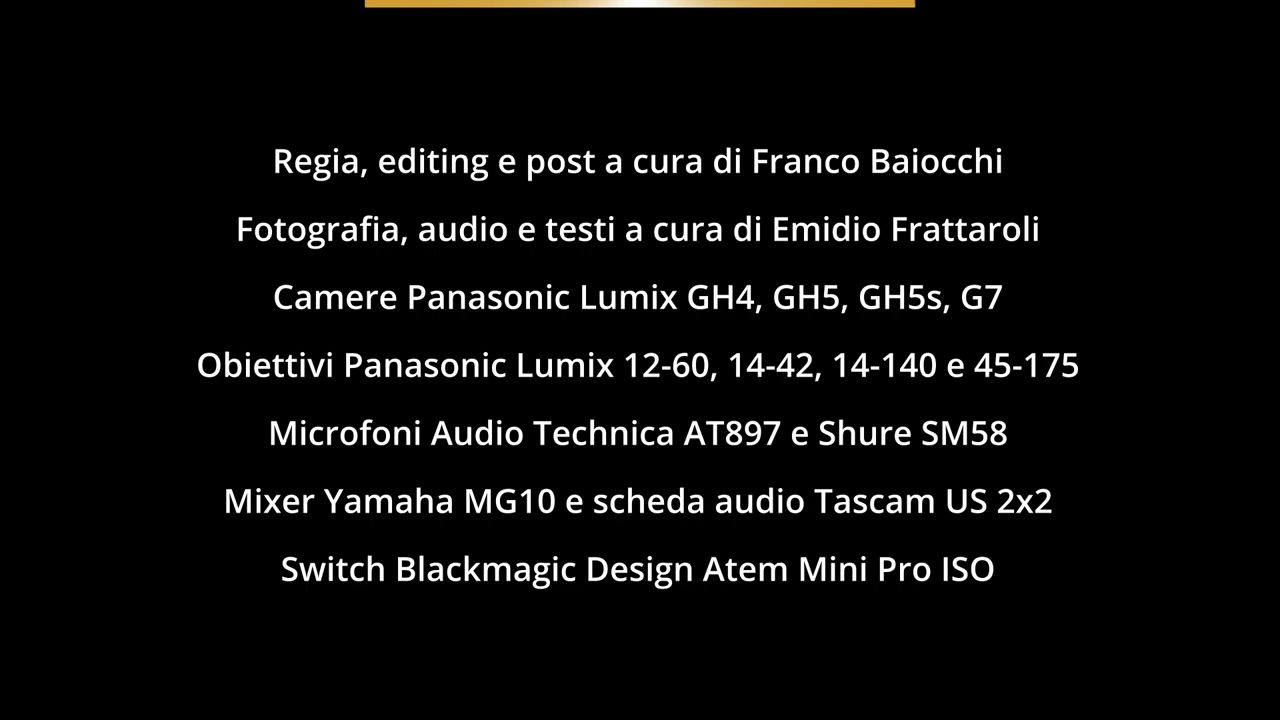 Regia, editing e post a cura di Franco Baiocchi
Fotografia, audio e testi a cura di Emidio Frattaroli
Camere Panasonic Lumix GH4, GH5, GH5s, G7
Obiettivi Panasonic Lumix 12-60, 14-42, 14-140 e 45-175
Microfoni Audio Technica AT897 e Shure SM58
Mixer Yamaha MG10 e scheda audio Tascam US 2x2
Switch Blackmagic Design Atem Mini Pro ISO